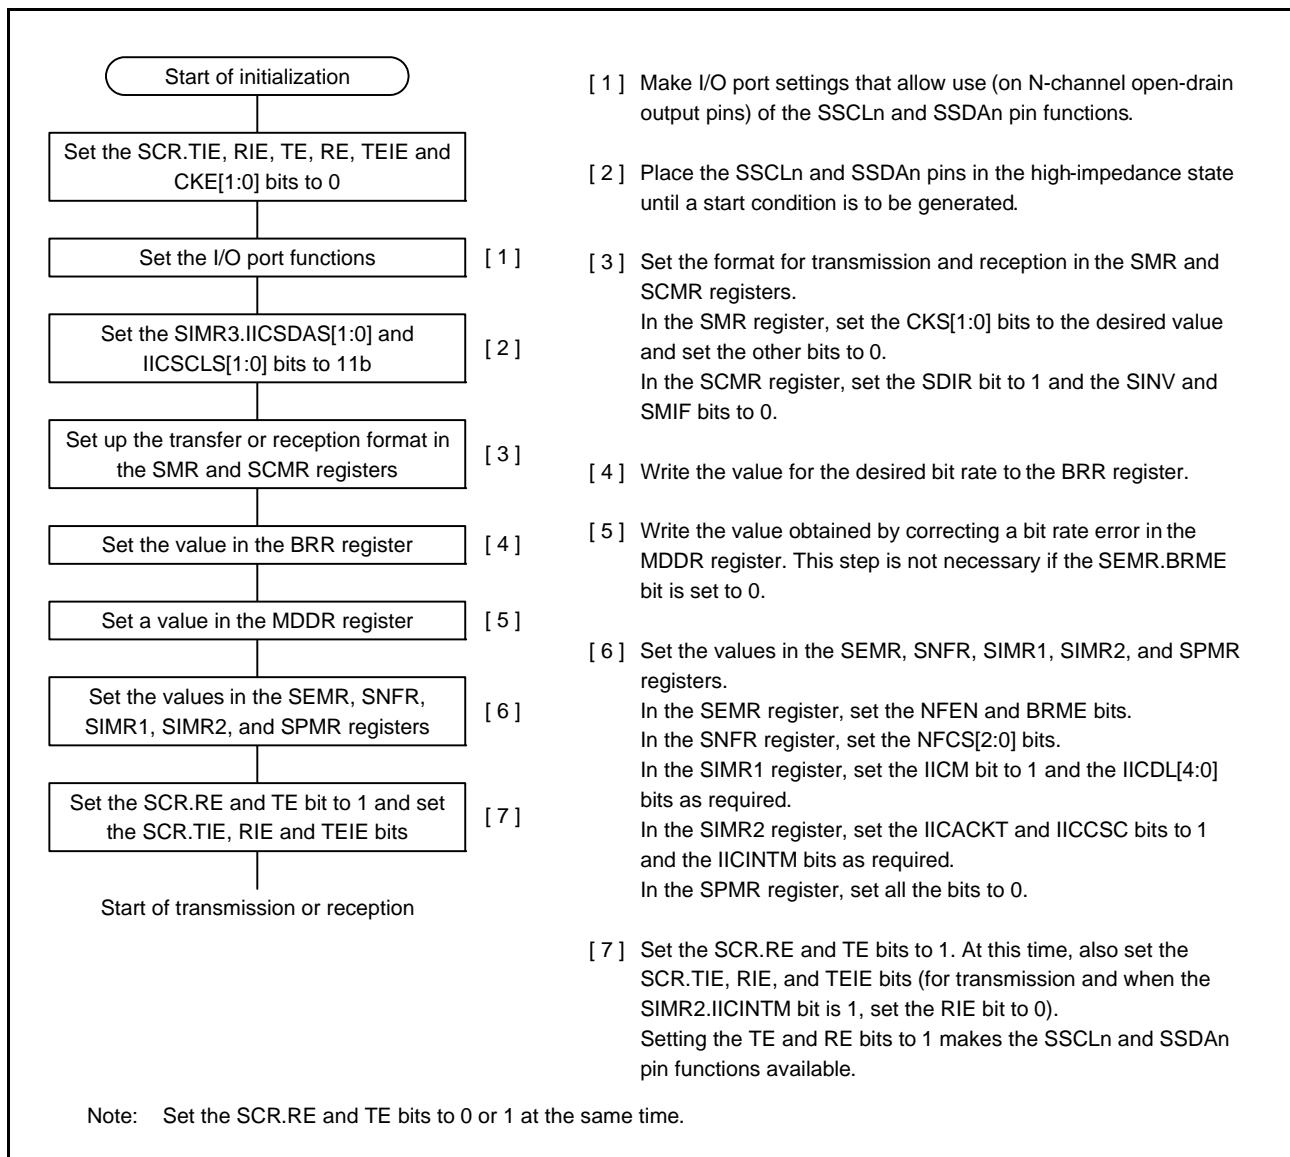 Start of initialization
Set the SCR.TIE, RIE, TE, RE, TEIE and
CKE[1:0] bits to 0
Set the I/O port functions
[ 1 ]
Set the SIMR3.IICSDAS[1:0] and
IICSCLS[1:0] bits to 11b
[ 2 ]
Set up the transfer or reception format in
the SMR and SCMR registers
[ 3 ]
Set the value in the BRR register
[ 4 ]
Set a value in the MDDR register
[ 5 ]
Set the values in the SEMR, SNFR,
SIMR1, SIMR2, and SPMR registers
[ 6 ]
Set the SCR.RE and TE bit to 1 and set
the SCR.TIE, RIE and TEIE bits
[ 7 ]
Start of transmission or reception
[ 1 ] Make I/O port settings that allow use (on N-channel open-drain
output pins) of the SSCLn and SSDAn pin functions.
[ 2 ] Place the SSCLn and SSDAn pins in the high-impedance state
until a start condition is to be generated.
[ 3 ] Set the format for transmission and reception in the SMR and
SCMR registers.
In the SMR register, set the CKS[1:0] bits to the desired value
and set the other bits to 0.
In the SCMR register, set the SDIR bit to 1 and the SINV and
SMIF bits to 0.
[ 4 ] Write the value for the desired bit rate to the BRR register.
[ 5 ] Write the value obtained by correcting a bit rate error in the
MDDR register. This step is not necessary if the SEMR.BRME
bit is set to 0.
[ 6 ] Set the values in the SEMR, SNFR, SIMR1, SIMR2, and SPMR
registers.
In the SEMR register, set the NFEN and BRME bits.
In the SNFR register, set the NFCS[2:0] bits.
In the SIMR1 register, set the IICM bit to 1 and the IICDL[4:0]
bits as required.
In the SIMR2 register, set the IICACKT and IICCSC bits to 1
and the IICINTM bits as required.
In the SPMR register, set all the bits to 0.
[ 7 ] Set the SCR.RE and TE bits to 1. At this time, also set the
SCR.TIE, RIE, and TEIE bits (for transmission and when the
SIMR2.IICINTM bit is 1, set the RIE bit to 0).
Setting the TE and RE bits to 1 makes the SSCLn and SSDAn
pin functions available.
Note: Set the SCR.RE and TE bits to 0 or 1 at the same time.